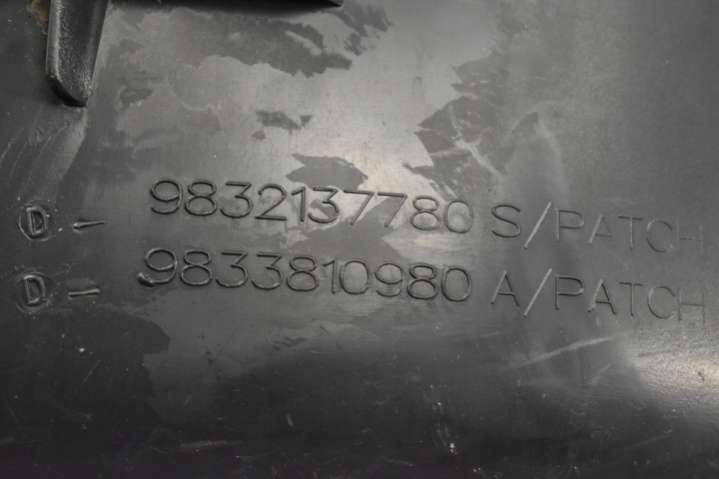 D - 9832137780 S/PATCH
D - 9833810980 A/PATCH